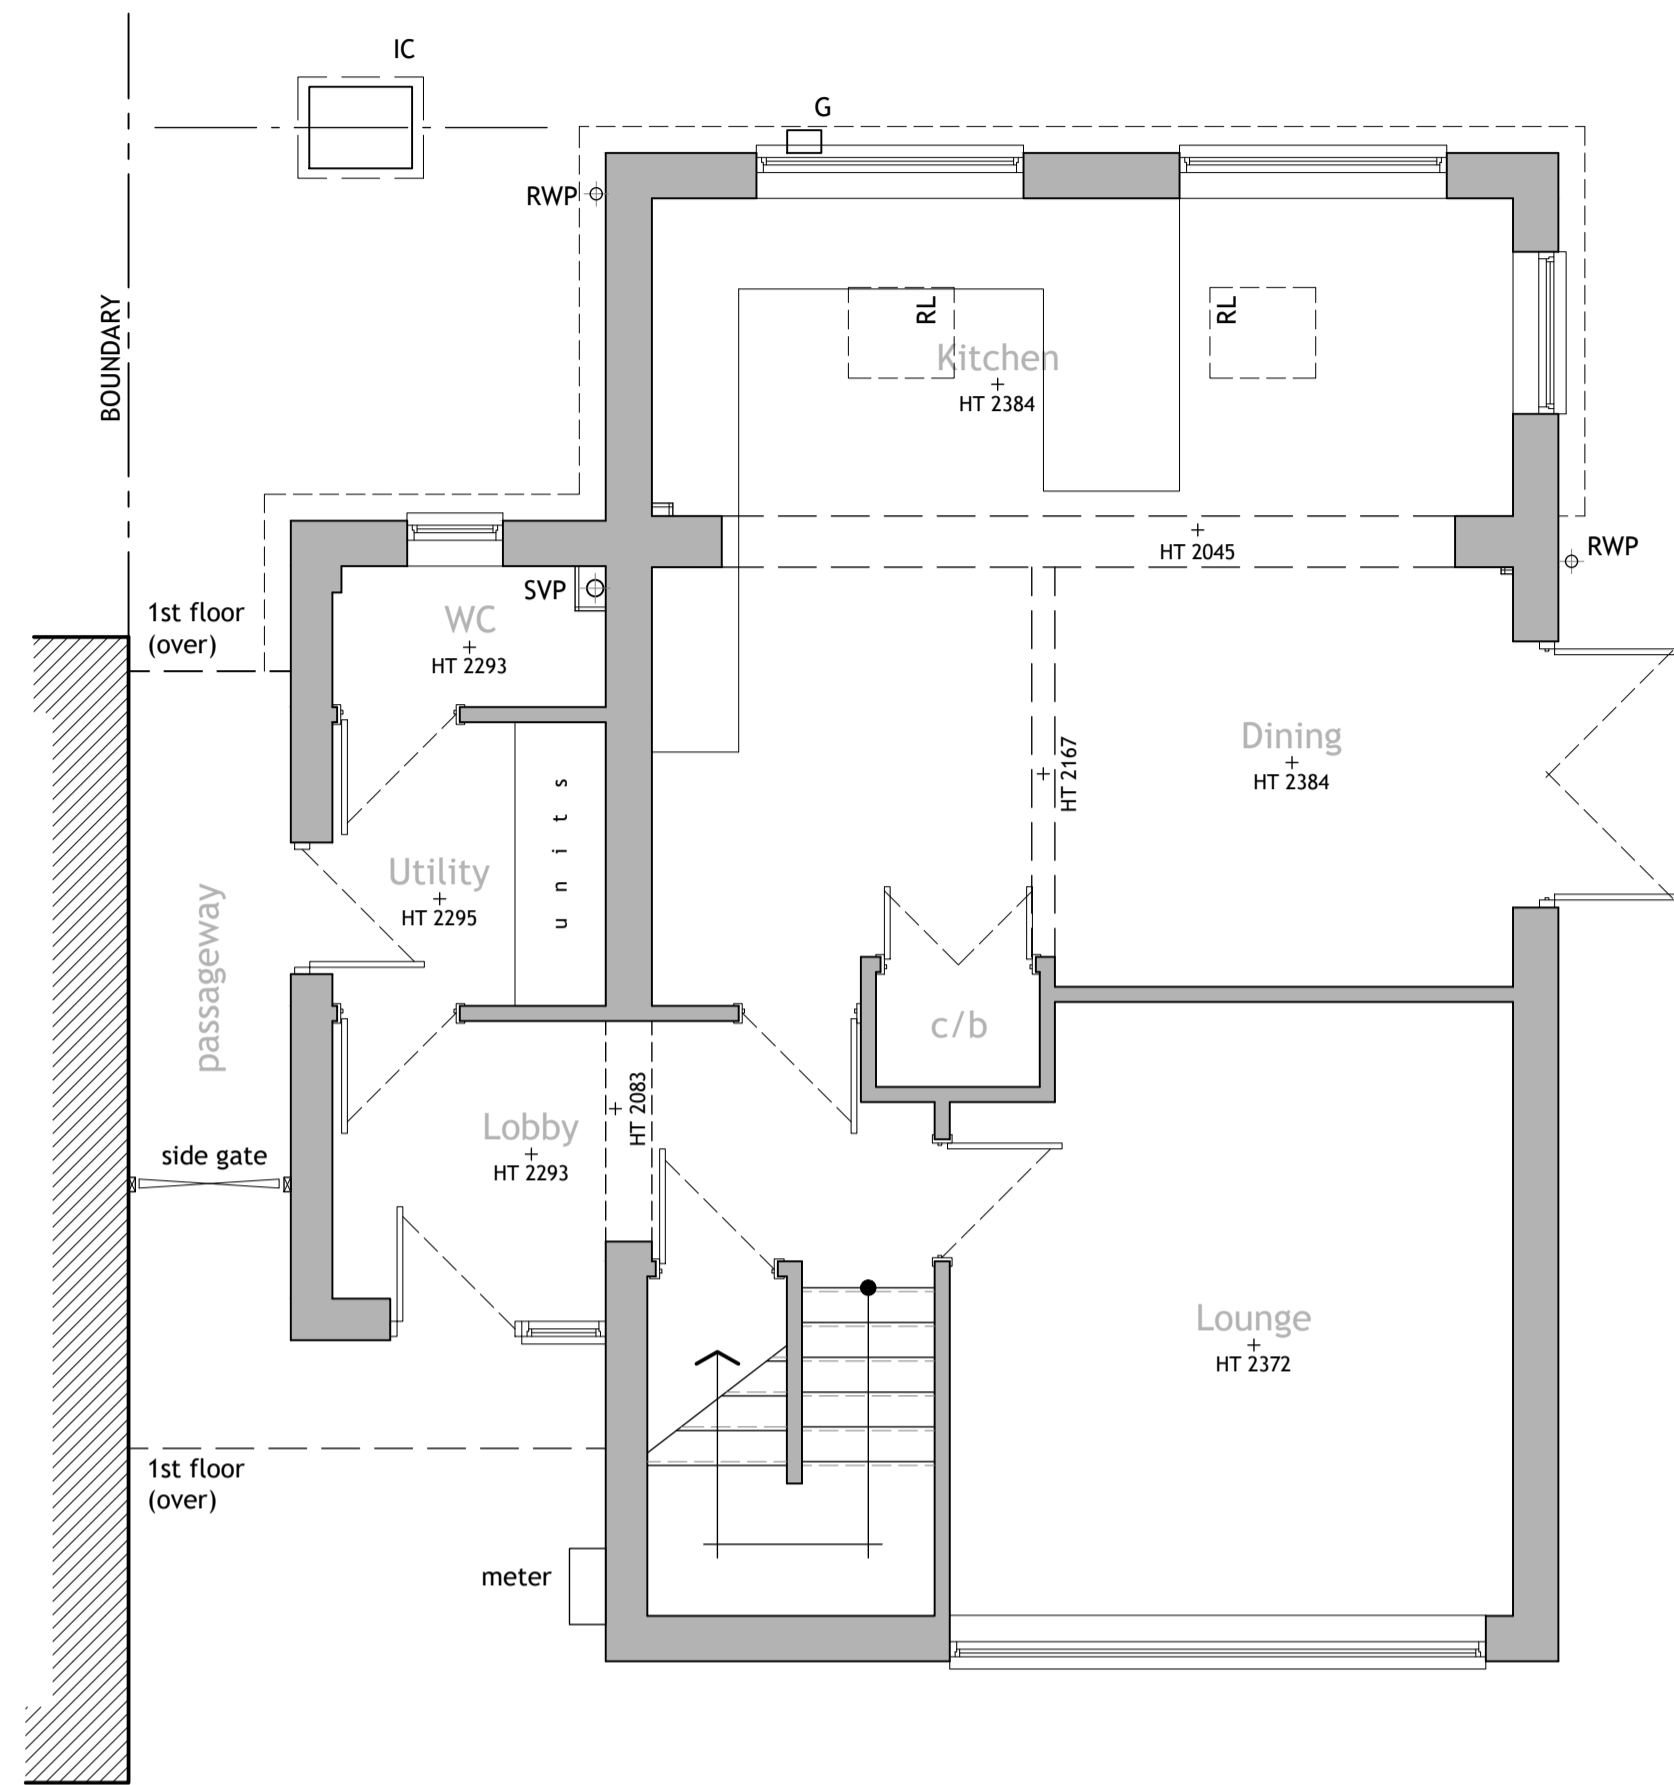 IC
G
RWP
BOUNDARY
RL
RL
Kitchen
HT 2384
HT 2045
RWP
SVP
1st floor
(over)
WC
HT 2293
HT 2167
Dining
HT 2384
units
Utility
HT 2295
passageway
c/b
HT 2083
Lobby
HT 2293
side gate
Lounge
HT 2372
1st floor
(over)
meter